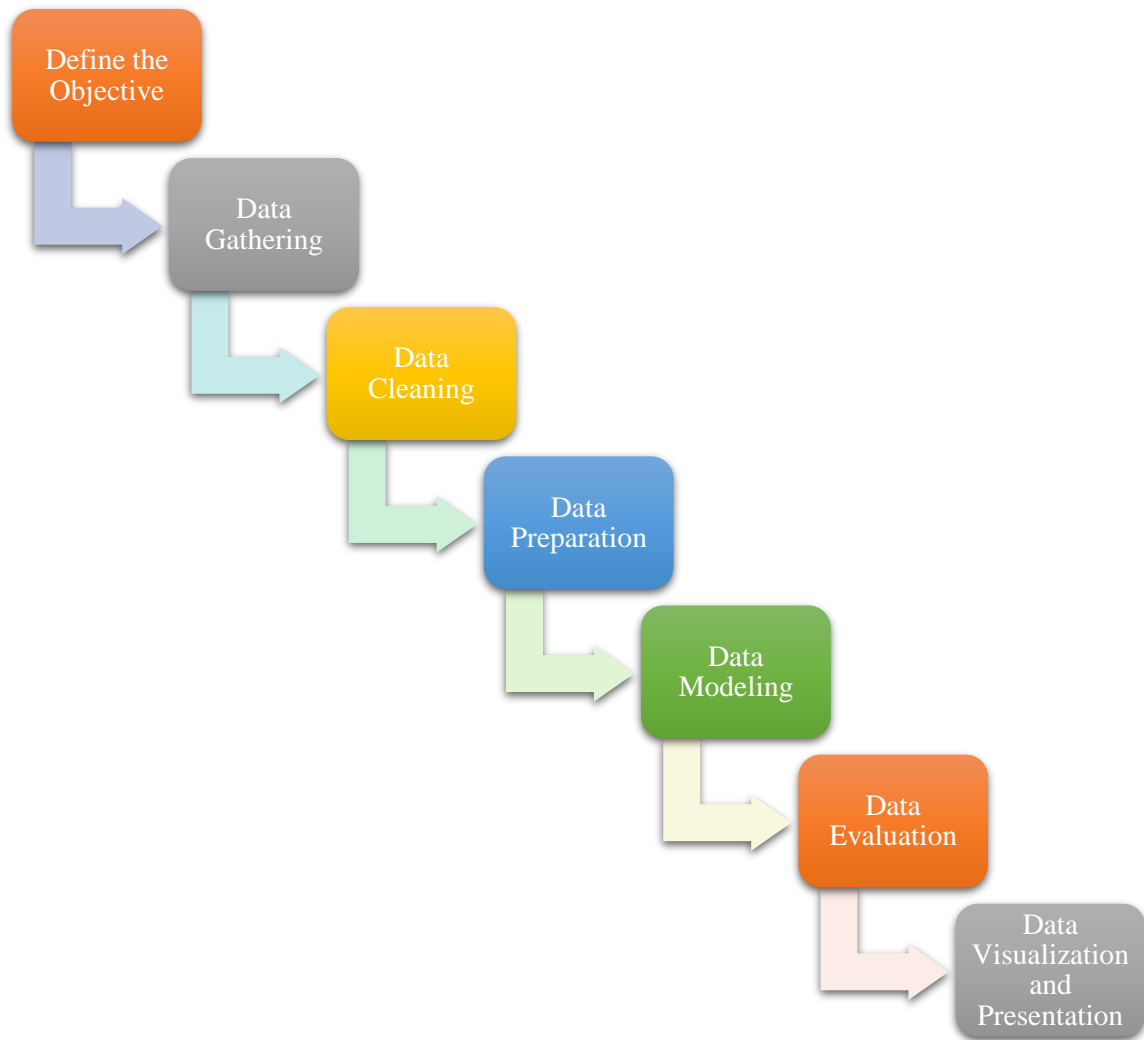 Define the
Objective
Data
Gathering
Data
Cleaning
Data
Preparation
Data
Modeling
Data
Evaluation
Data
Visualization
and
Presentation